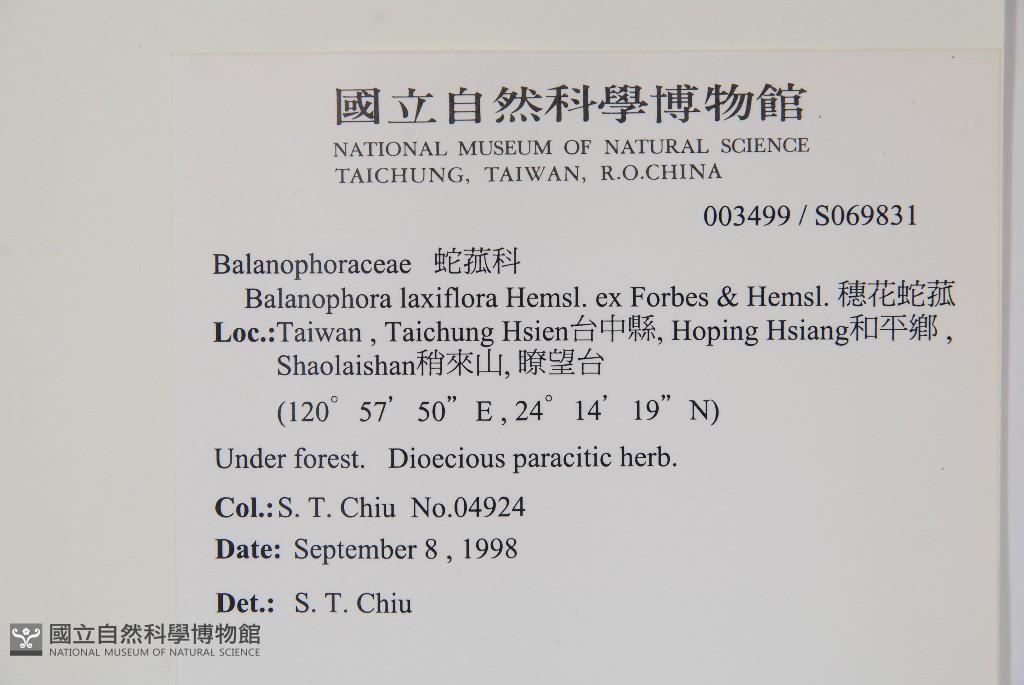 國立自然科學博物館
NATIONAL MUSEUM OF NATURAL SCIENCE
TAICHUNG, TAIWAN, R.O.CHINA
003499 / S069831
Balanophoraceae 蛇菰科
Balanophora laxiflora Hemsl. ex Forbes & Hemsl. 穗花蛇菰
Loc.:Taiwan , Taichung Hsien台中縣, Hoping Hsiang和平鄉 ,
Shaolaishan稍來山, 瞭望台
(120° 57’ 50” E , 24° 14’ 19” N)
Under forest. Dioecious paracitic herb.
Col.: S. T. Chiu No.04924
Date: September 8 , 1998
Det.: S. T. Chiu
國立自然科學博物館
NATIONAL MUSEUM OF NATURAL SCIENCE